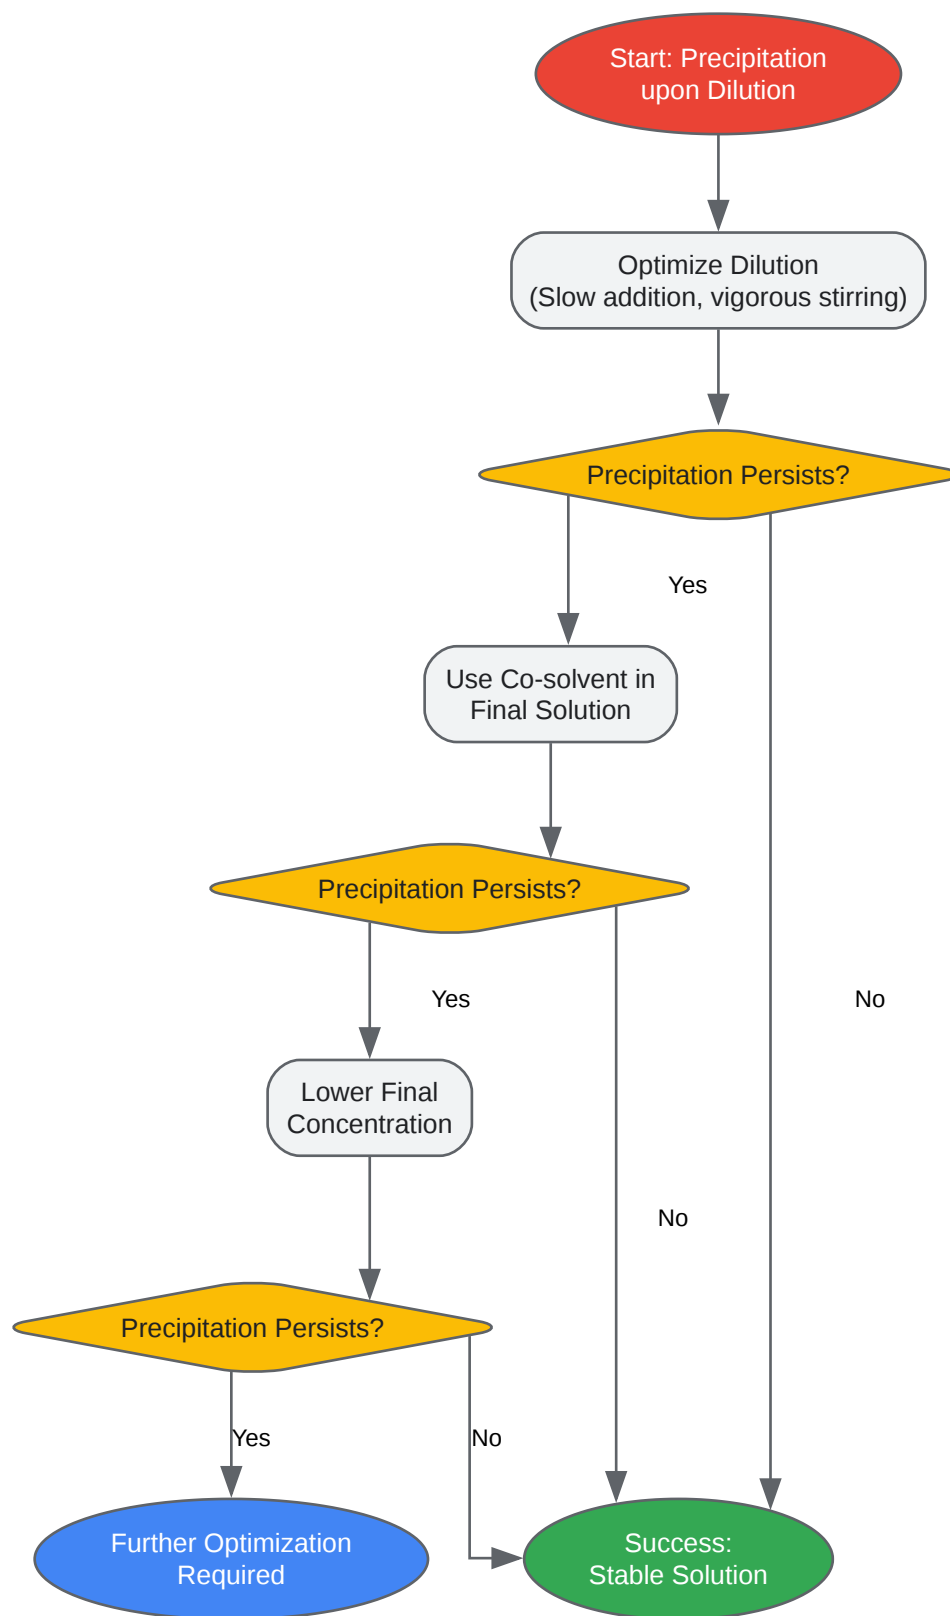 Start: Precipitation
upon Dilution
Optimize Dilution
(Slow addition, vigorous stirring)
Precipitation Persists?
Yes
Use Co-solvent in
Final Solution
Precipitation Persists?
Yes
No
Lower Final
Concentration
No
Precipitation Persists?
Yes
No
Further Optimization
Required
Success:
Stable Solution